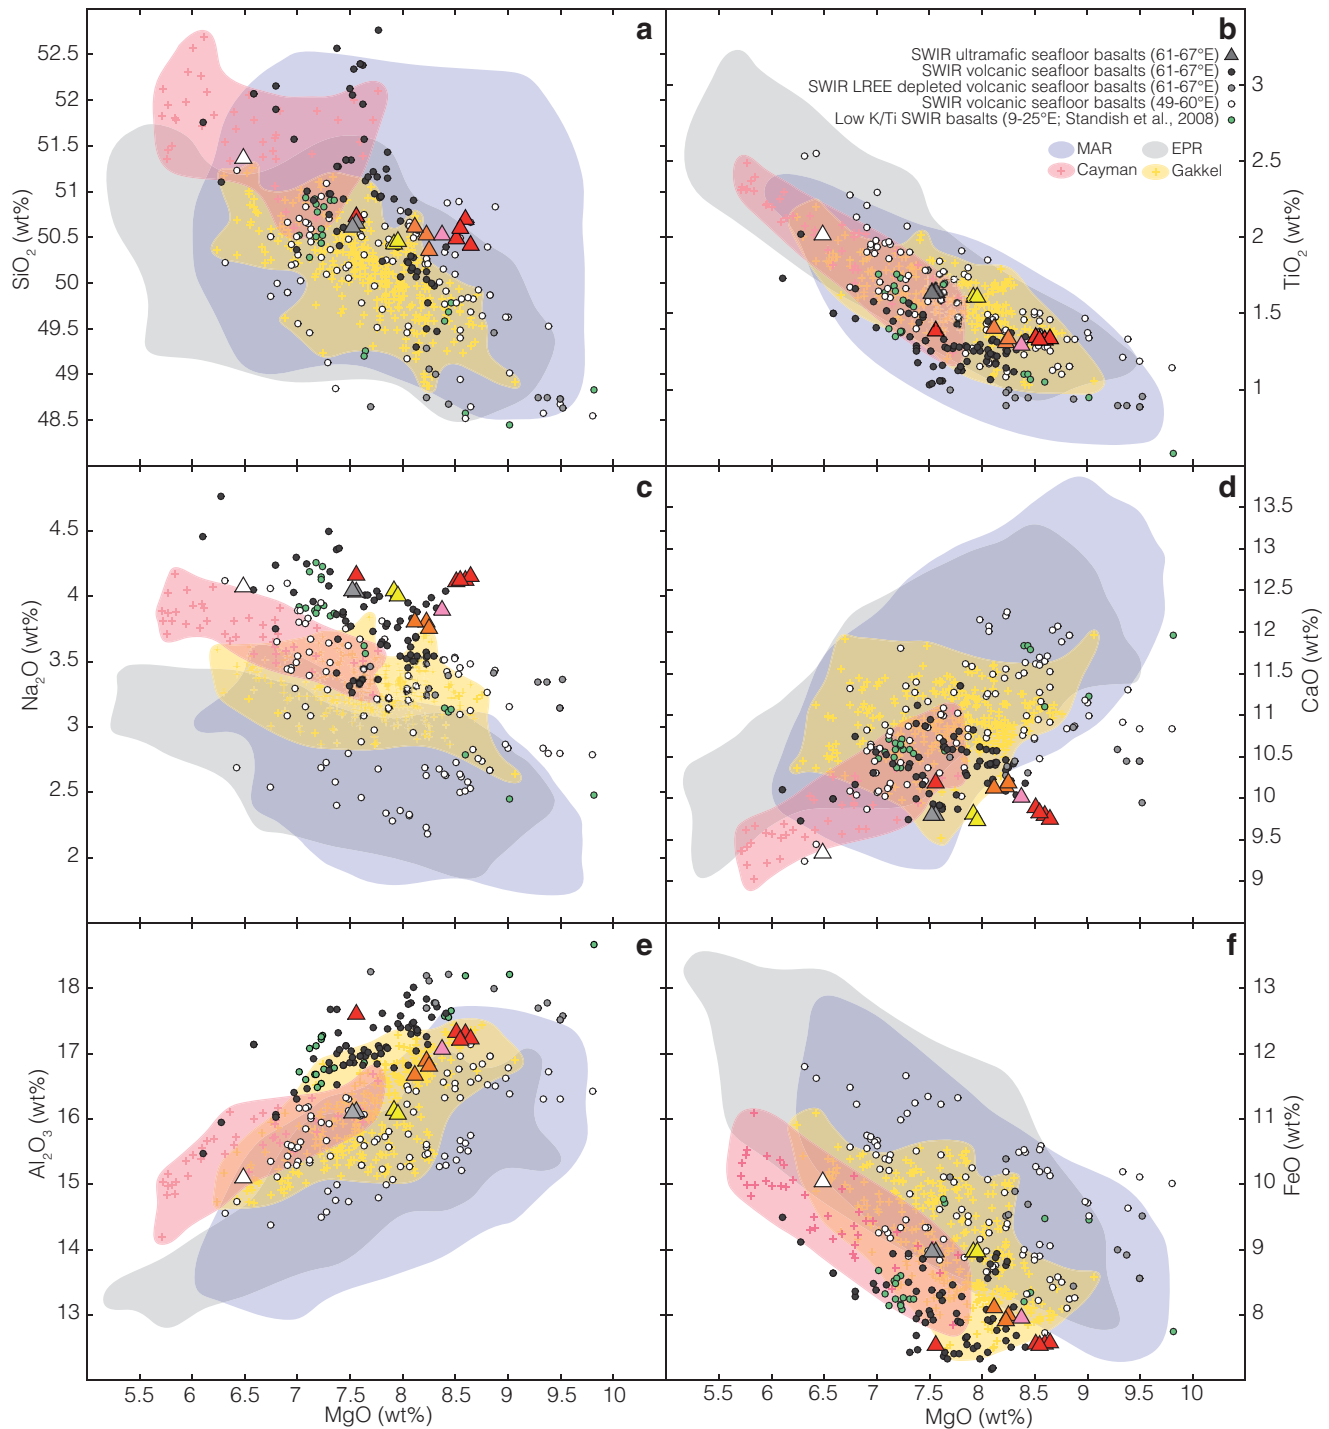 a
52.5
52
51.5
51
50.5
50
49.5
49
48.5
SiO₂ (wt%)
b
SWIR ultramafic seafloor basalts (61-67°E)
SWIR volcanic seafloor basalts (61-67°E)
SWIR LREE depleted volcanic seafloor basalts (61-67°E)
SWIR volcanic seafloor basalts (49-60°E)
Low K/Ti SWIR basalts (9-25°E; Standish et al., 2008)
MAR EPR
Cayman Gakkel
3
2.5
2
1.5
1
TiO₂ (wt%)
c
4.5
4
3.5
3
2.5
2
Na₂O (wt%)
d
13.5
13
12.5
12
11.5
11
10.5
10
9.5
9
CaO (wt%)
e
18
17
16
15
14
13
Al₂O₃ (wt%)
5.5 6 6.5 7 7.5 8 8.5 9 9.5 10
MgO (wt%)
f
13
12
11
10
9
8
FeO (wt%)
5.5 6 6.5 7 7.5 8 8.5 9 9.5 10
MgO (wt%)